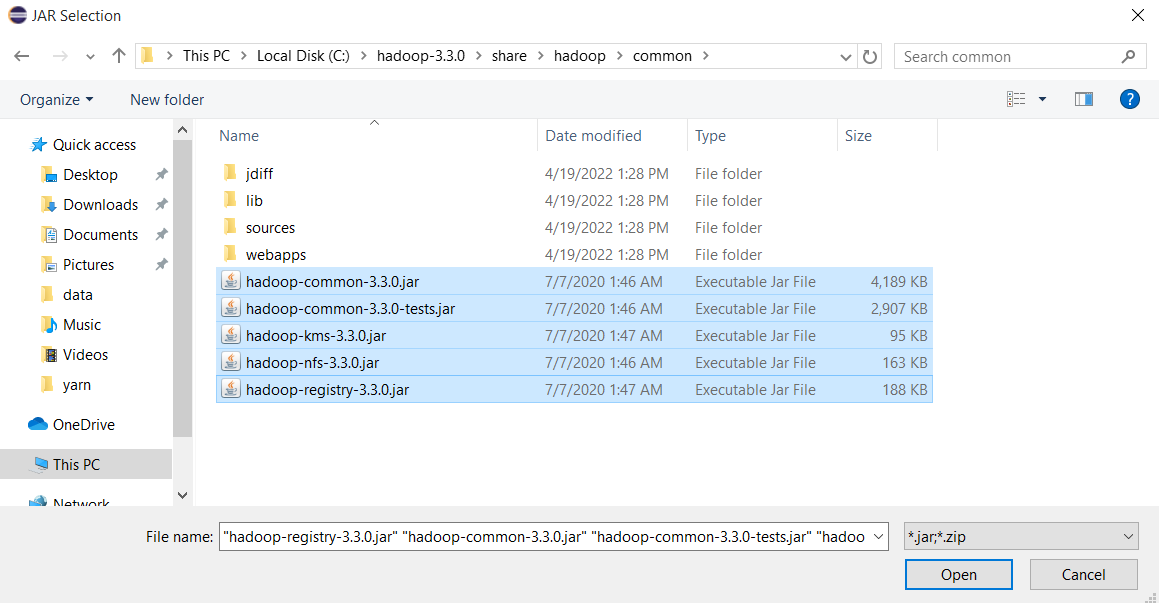 JAR Selection
This PC > Local Disk (C:) > hadoop-3.3.0 > share > hadoop > common >
Search common
Organize
New folder
?
Name Date modified Type Size
Quick access
Desktop
Downloads
Documents
Pictures
data
Music
Videos
yarn
OneDrive
This PC
Network
jdiff 4/19/2022 1:28 PM File folder
lib 4/19/2022 1:28 PM File folder
sources 4/19/2022 1:28 PM File folder
webapps 4/19/2022 1:28 PM File folder
hadoop-common-3.3.0.jar 7/7/2020 1:46 AM Executable Jar File 4,189 KB
hadoop-common-3.3.0-tests.jar 7/7/2020 1:46 AM Executable Jar File 2,907 KB
hadoop-kms-3.3.0.jar 7/7/2020 1:47 AM Executable Jar File 95 KB
hadoop-nfs-3.3.0.jar 7/7/2020 1:46 AM Executable Jar File 163 KB
hadoop-registry-3.3.0.jar 7/7/2020 1:47 AM Executable Jar File 188 KB
File name: "hadoop-registry-3.3.0.jar" "hadoop-common-3.3.0.jar" "hadoop-common-3.3.0-tests.jar" "hadoo
*.jar;*.zip
Open
Cancel